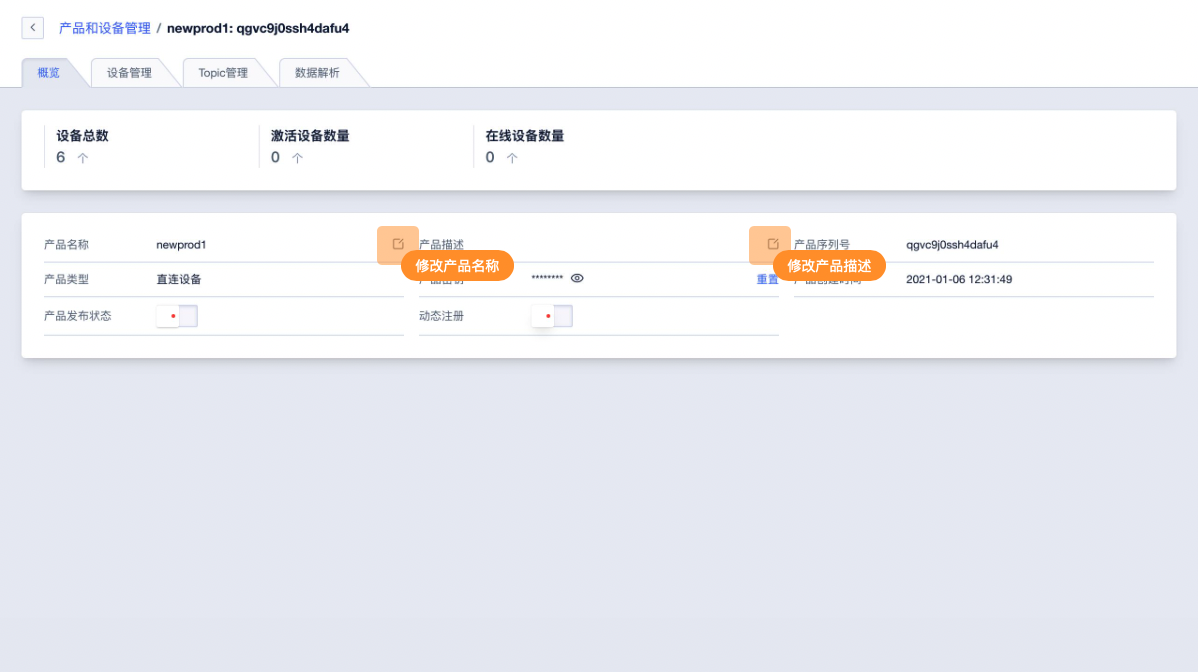 产品和设备管理 / newprod1: qgvc9j0ssh4dafu4
概览 设备管理 Topic管理 数据解析
设备总数 激活设备数量 在线设备数量
6 个 0 个 0 个
产品名称 newprod1 产品描述 产品序列号 qgvc9j0ssh4dafu4
修改产品名称 修改产品描述
产品类型 直连设备 ******** 重置 2021-01-06 12:31:49
产品发布状态 动态注册